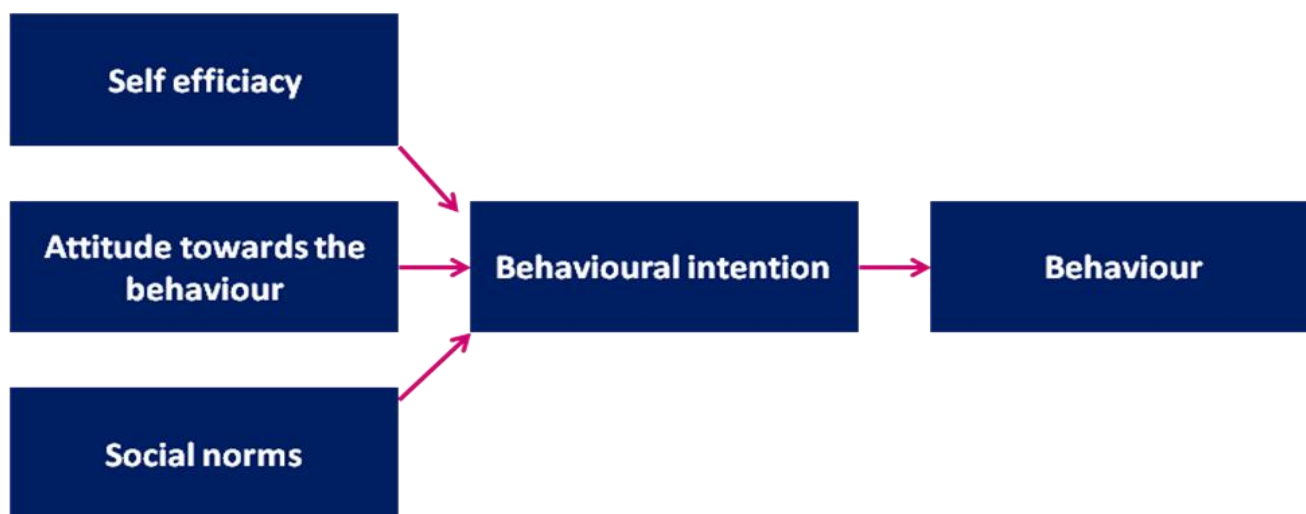 Self efficiacy
Attitude towards the
behaviour
Behavioural intention
Behaviour
Social norms